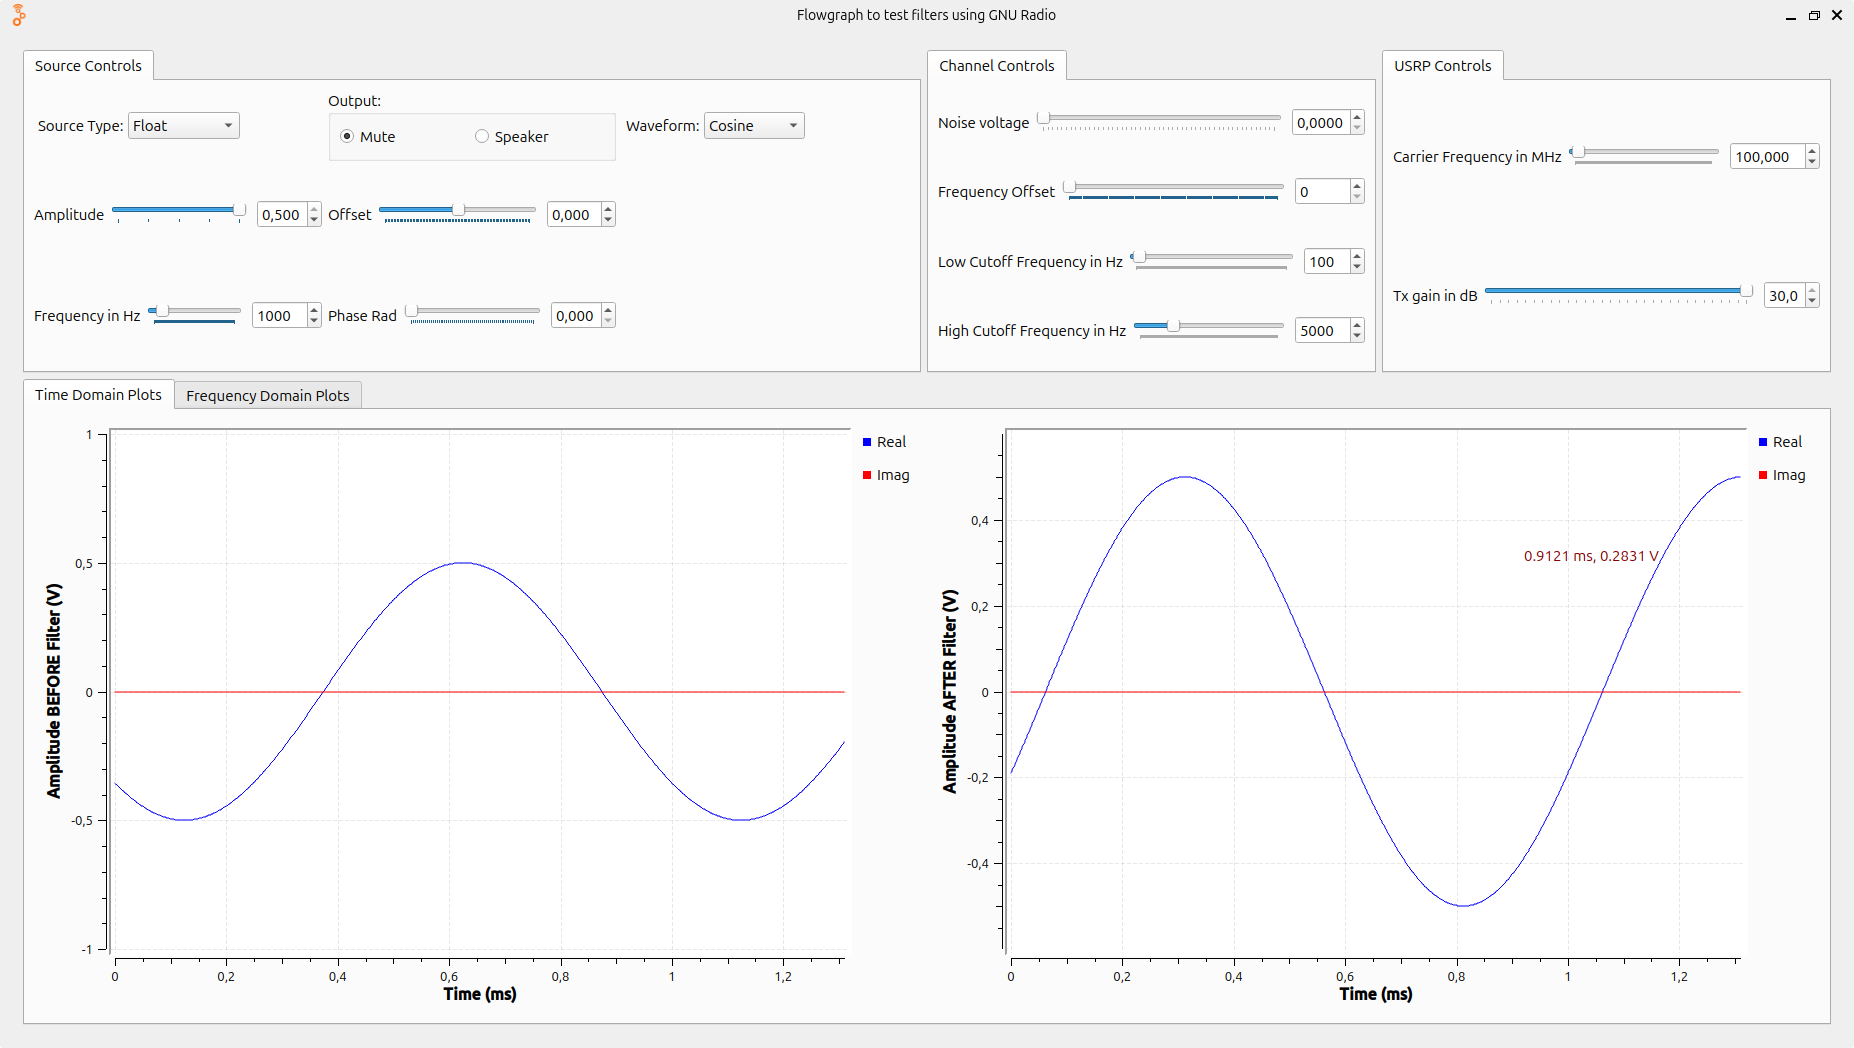 Flowgraph to test filters using GNU Radio
Source Controls
Source Type: Float
Output:
Mute
Speaker
Waveform: Cosine
Amplitude 0,500
Offset 0,000
Frequency in Hz 1000
Phase Rad 0,000
Channel Controls
Noise voltage 0,0000
Frequency Offset 0
Low Cutoff Frequency in Hz 100
High Cutoff Frequency in Hz 5000
USRP Controls
Carrier Frequency in MHz 100,000
Tx gain in dB 30,0
Time Domain Plots
Frequency Domain Plots
Amplitude BEFORE Filter (V)
1
0,5
0
-0,5
-1
0 0,2 0,4 0,6 0,8 1 1,2
Time (ms)
Real
Imag
Amplitude AFTER Filter (V)
0,4
0,2
0
-0,2
-0,4
0.9121 ms, 0.2831 V
0 0,2 0,4 0,6 0,8 1 1,2
Time (ms)
Real
Imag